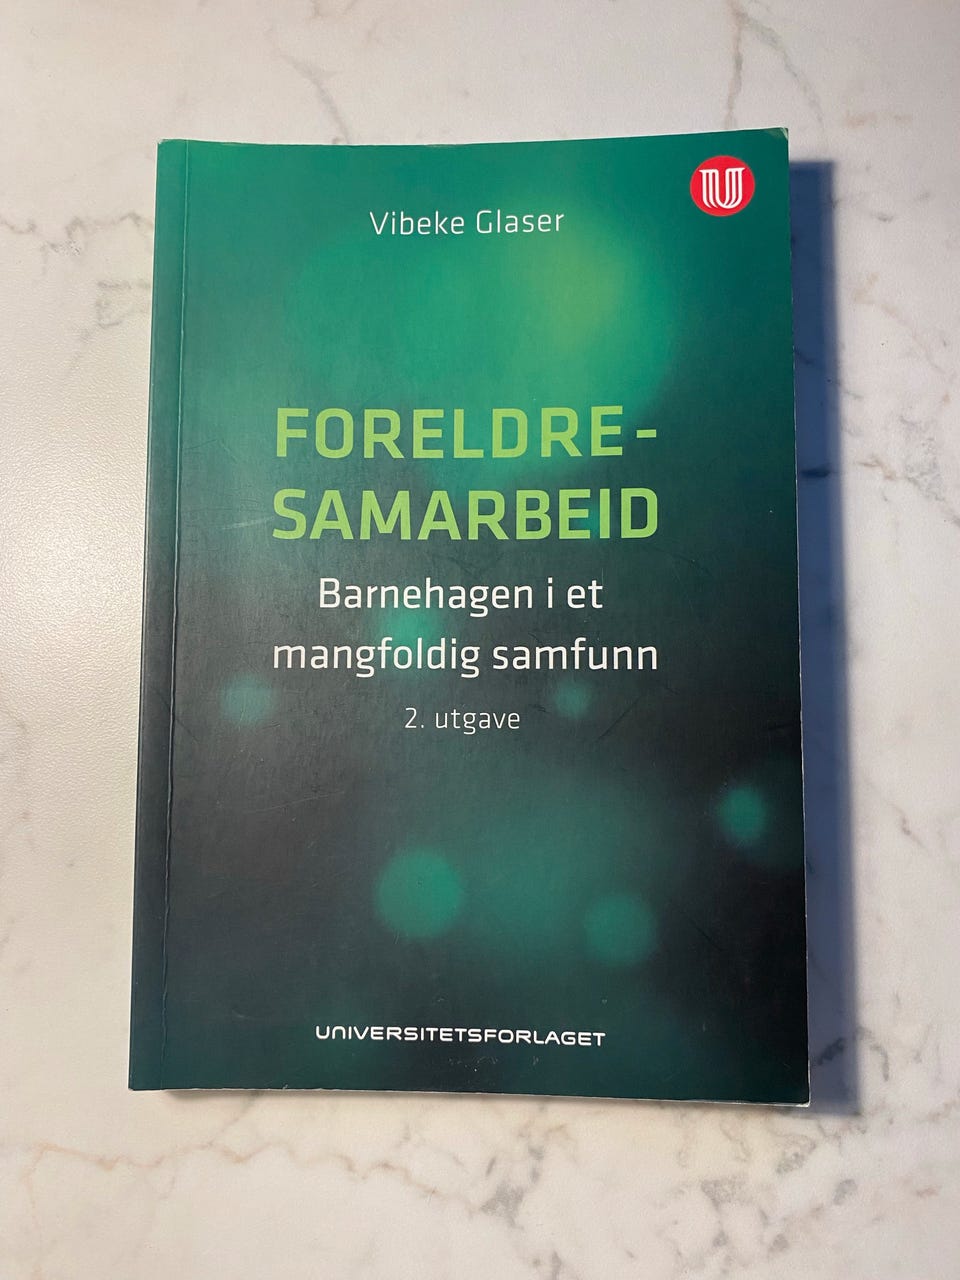 Vibeke Glaser
FORELDRE-
SAMARBEID
Barnehagen i et
mangfoldig samfunn
2. utgave
UNIVERSITETSFORLAGET